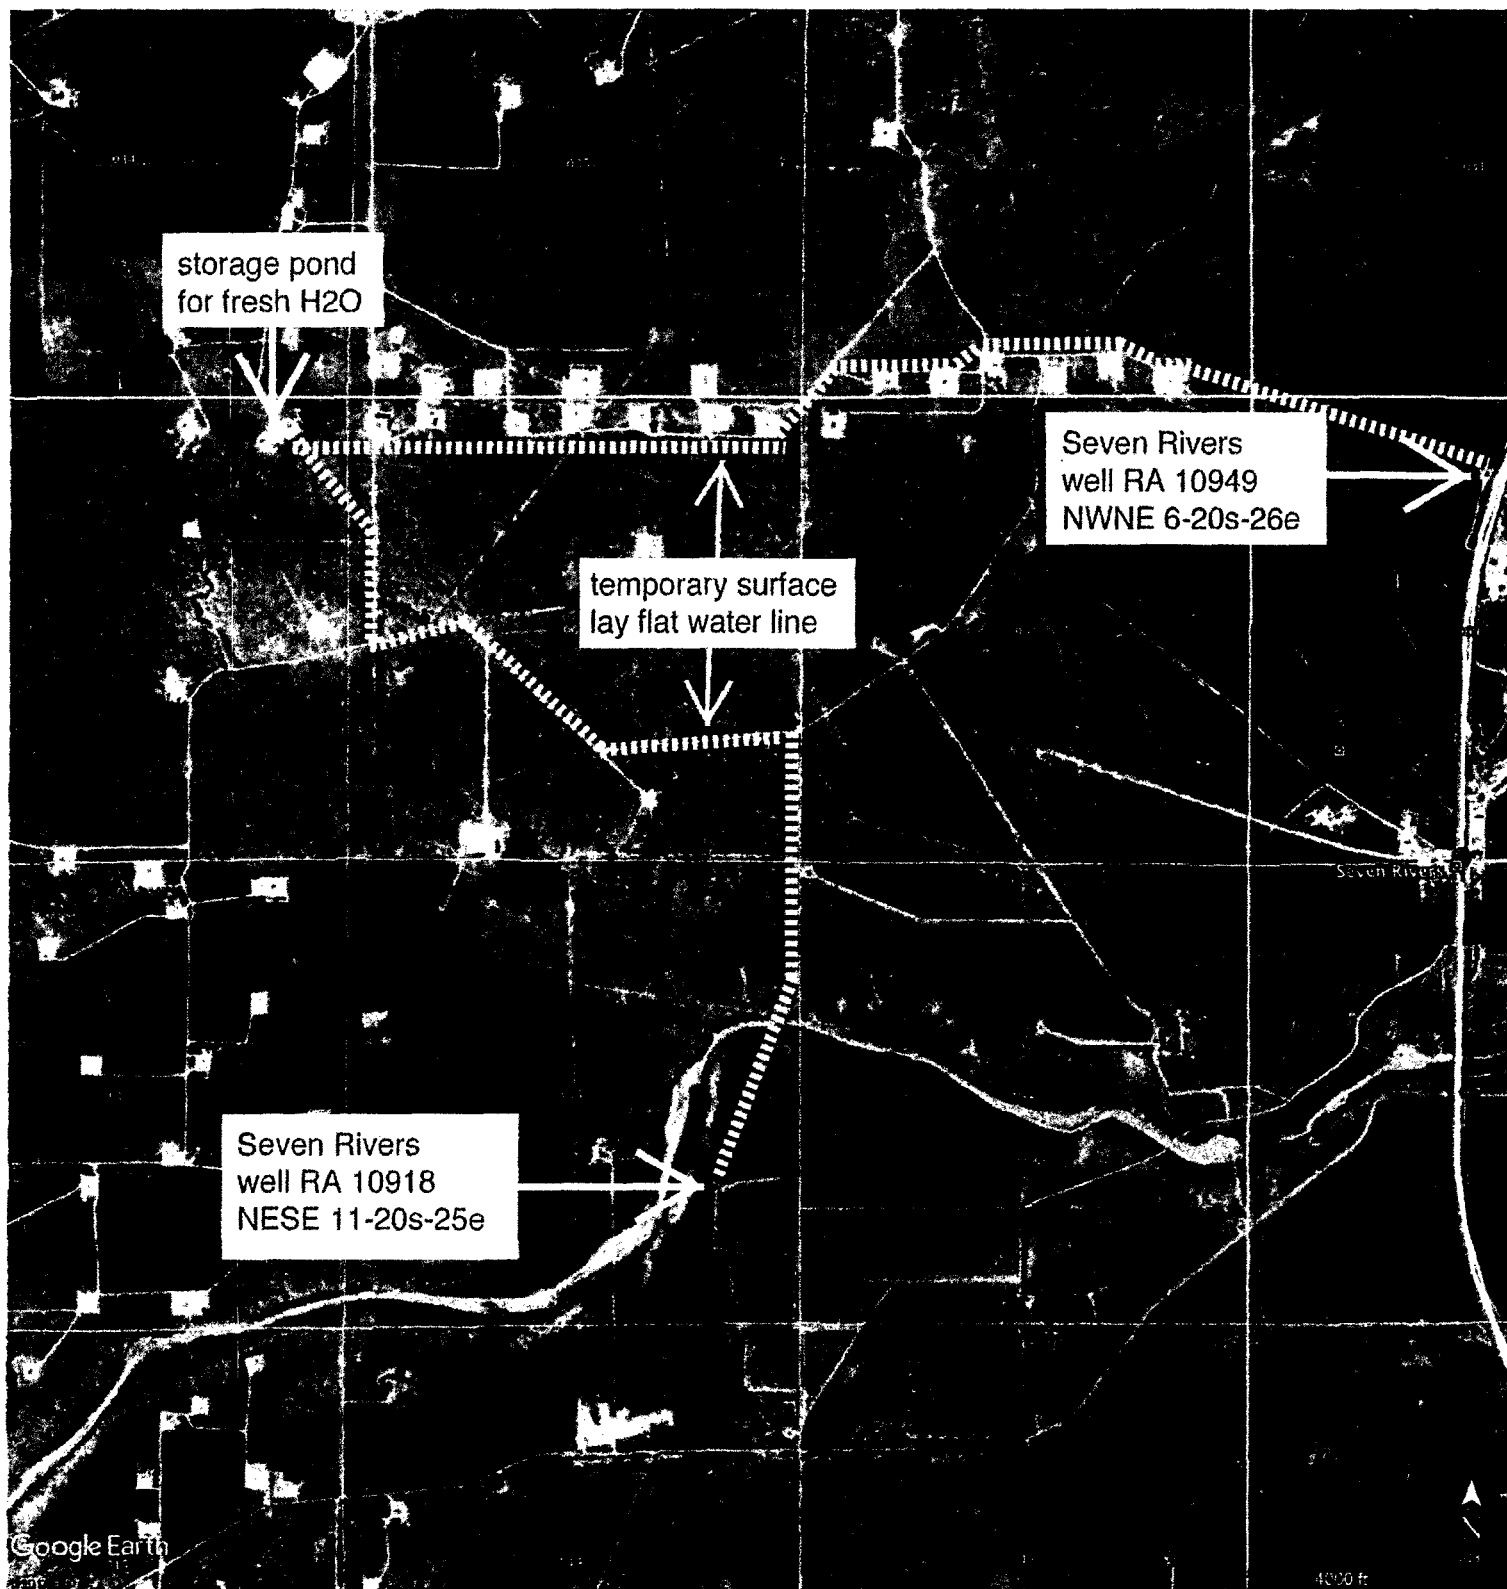 storage pond
for fresh H2O
Seven Rivers
well RA 10949
NWNE 6-20s-26e
temporary surface
lay flat water line
Seven Rivers
Seven Rivers
well RA 10918
NESE 11-20s-25e
Google Earth
4000 ft